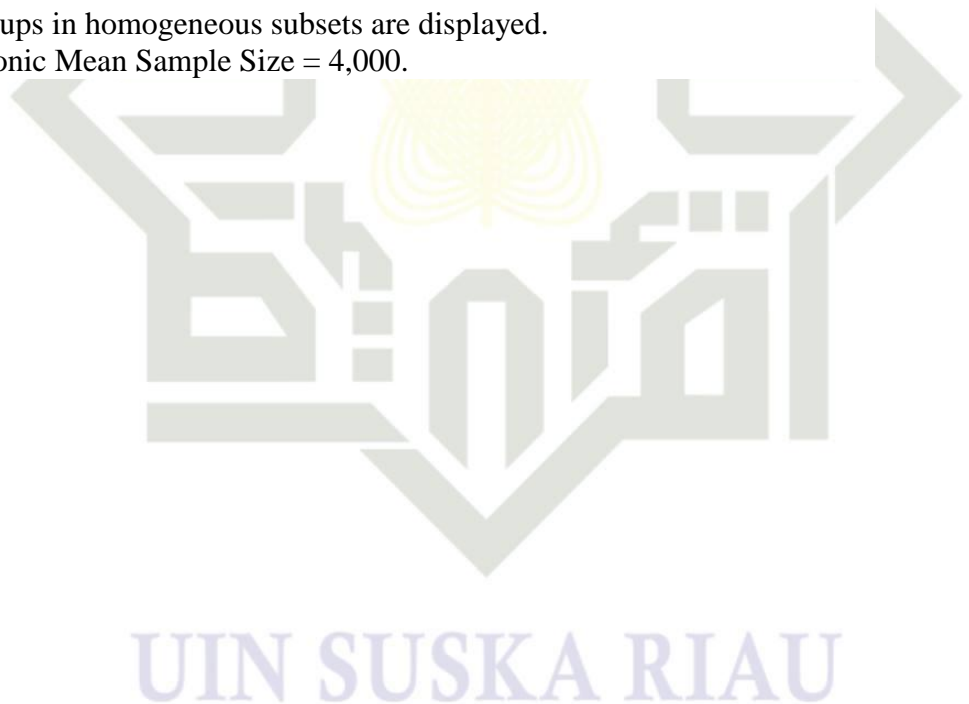 ups in homogeneous subsets are displayed.
onic Mean Sample Size = 4,000.
UIN SUSKA RIAU